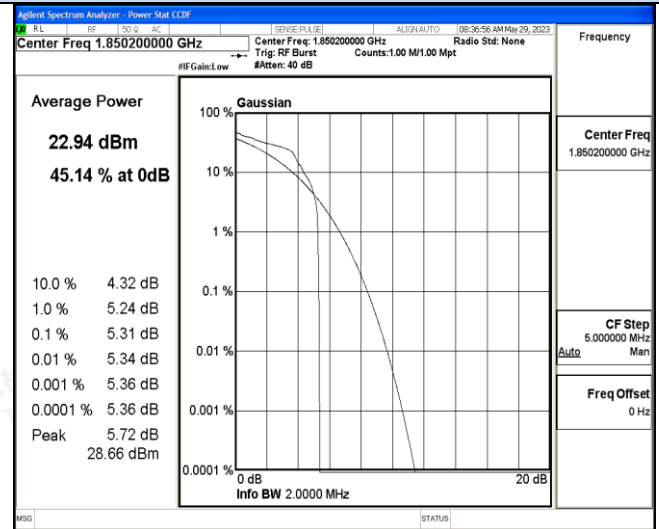 Agilent Spectrum Analyzer - Power Stat CCDF
RL RF 50 Ω AC SENSE:PULSE ALIGN AUTO 08:36:56 AM May 29, 2023
Center Freq 1.850200000 GHz
Center Freq: 1.850200000 GHz Radio Std: None
Trig: RF Burst Counts:1.00 M/1.00 Mpt
#IFGain:Low #Atten: 40 dB
Frequency
Average Power
22.94 dBm
45.14 % at 0dB
10.0 % 4.32 dB
1.0 % 5.24 dB
0.1 % 5.31 dB
0.01 % 5.34 dB
0.001 % 5.36 dB
0.0001 % 5.36 dB
Peak 5.72 dB
28.66 dBm
Gaussian
100 %
10 %
1 %
0.1 %
0.01 %
0.001 %
0.0001 %
0 dB 20 dB
Info BW 2.0000 MHz
Center Freq
1.850200000 GHz
CF Step
5.000000 MHz
Auto Man
Freq Offset
0 Hz
MSG STATUS